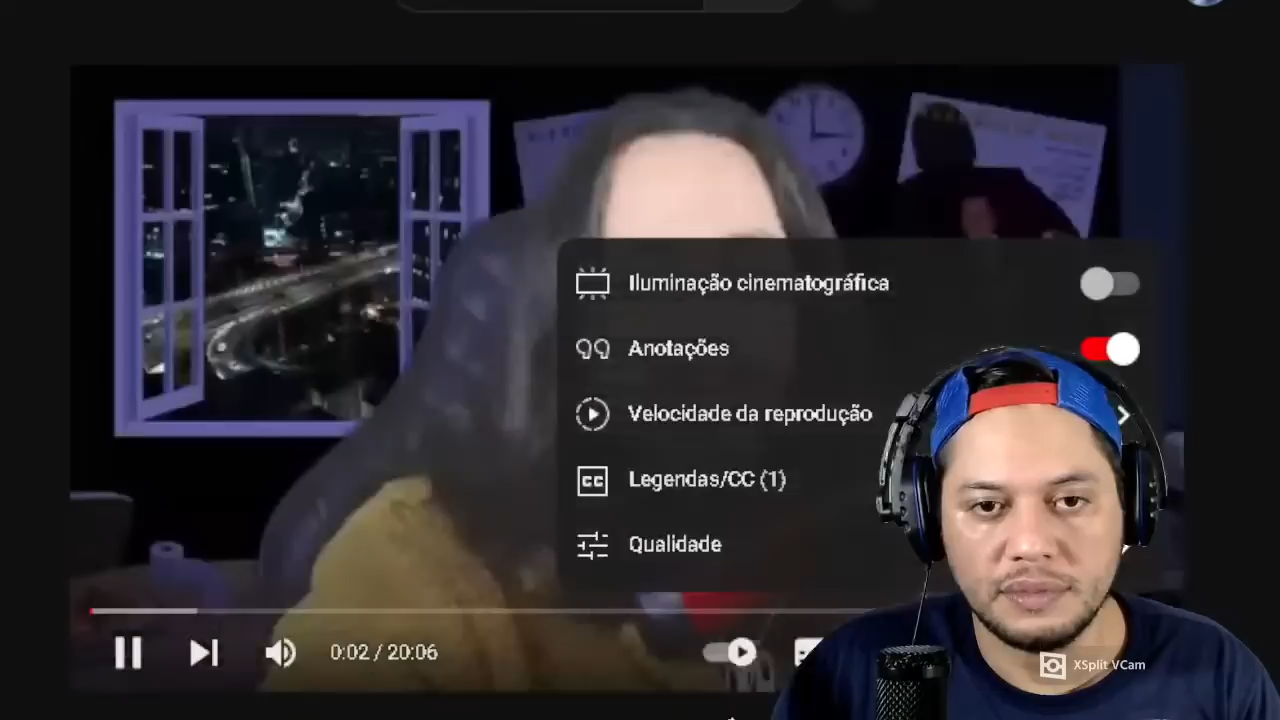 Iluminação cinematográfica
Anotações
Velocidade da reprodução
Legendas/CC (1)
Qualidade
0:02 / 20:06
XSplit VCam